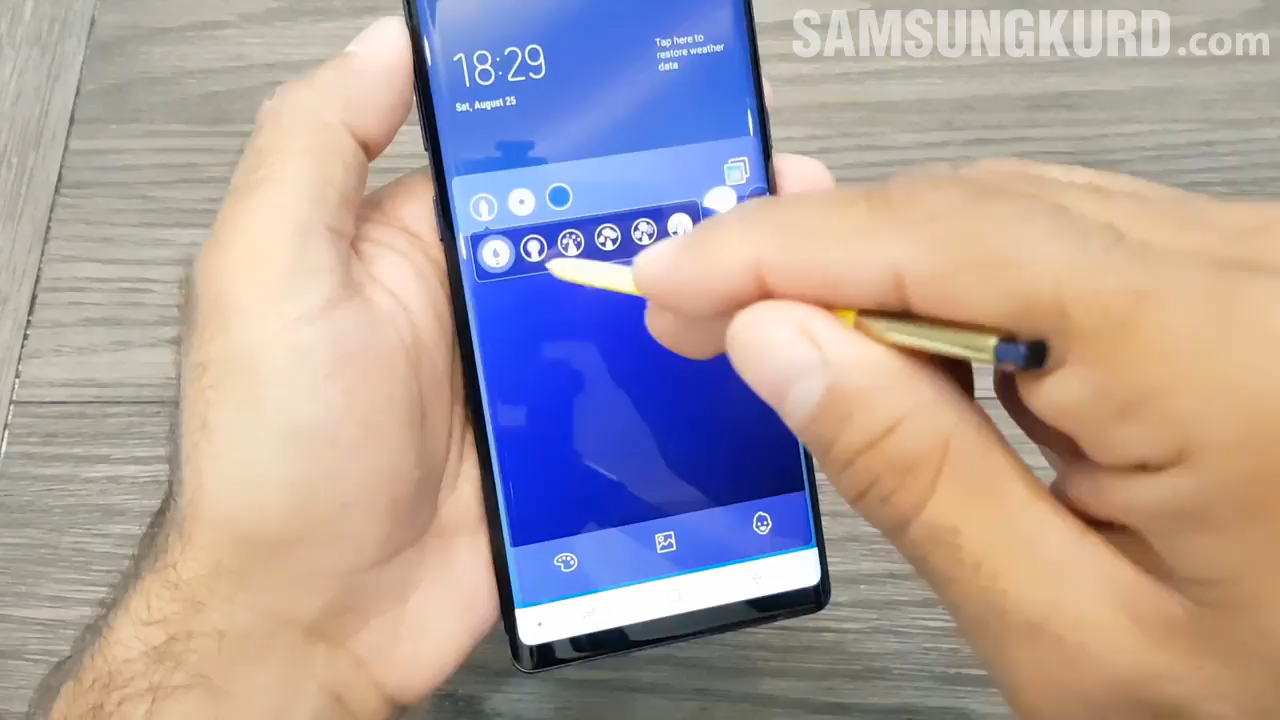 SAMSUNGKURD.com
18:29
Sat, August 25
Tap here to
restore weather
data